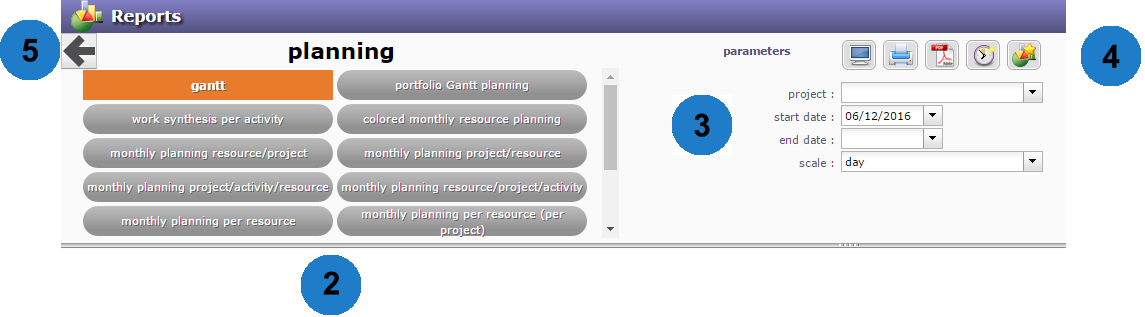 Reports
5
planning
parameters
PDF
4
gantt
portfolio Gantt planning
project :
work synthesis per activity
colored monthly resource planning
3
start date : 06/12/2016
end date :
monthly planning resource/project
monthly planning project/resource
scale : day
monthly planning project/activity/resource
monthly planning resource/project/activity
monthly planning per resource
monthly planning per resource (per
project)
2